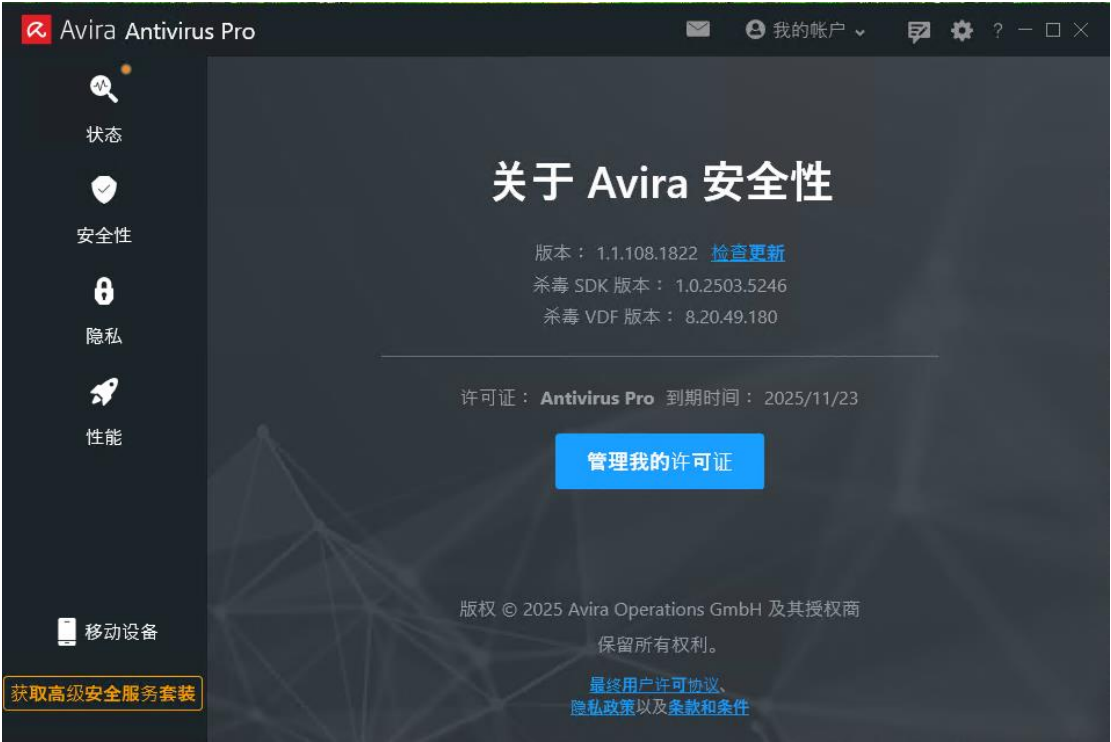 Avira Antivirus Pro
我的帐户
?
状态
安全性
隐私
性能
移动设备
获取高级安全服务套装
关于 Avira 安全性
版本： 1.1.108.1822 检查更新
杀毒 SDK 版本： 1.0.2503.5246
杀毒 VDF 版本： 8.20.49.180
许可证： Antivirus Pro 到期时间： 2025/11/23
管理我的许可证
版权 © 2025 Avira Operations GmbH 及其授权商
保留所有权利。
最终用户许可协议、
隐私政策以及条款和条件